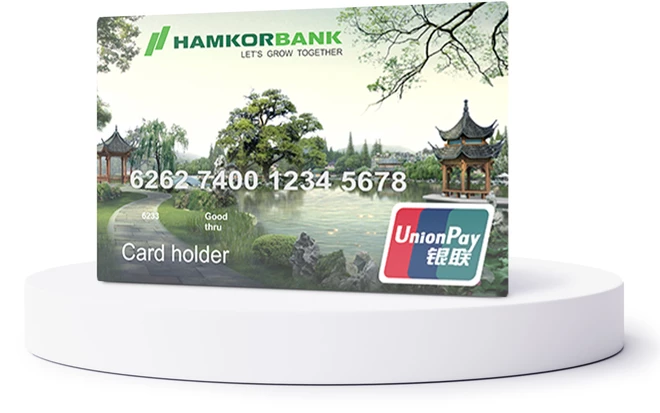 HAMKORBANK
LET'S GROW TOGETHER
6262 7400 1234 5678
6233
Good
thru
Card holder
UnionPay
银联